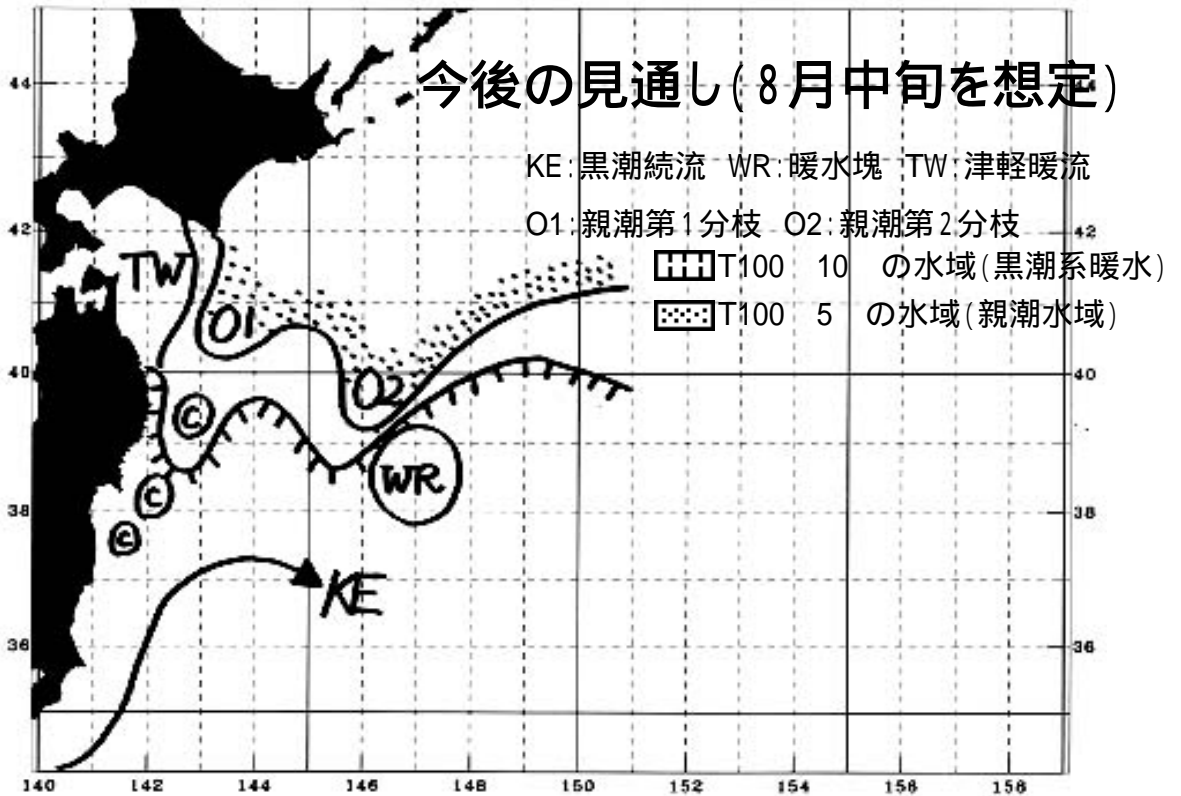 今後の見通し(8月中旬を想定)
44
KE:黒潮続流 WR:暖水塊 TW:津軽暖流
O1:親潮第1分枝 O2:親潮第2分枝
42 42
T100 10 の水域(黒潮系暖水)
T100 5 の水域(親潮水域)
TW
O1
40 40
O2
C
WR
C
38 38
C
KE
36 36
140 142 144 146 148 150 152 154 156 158